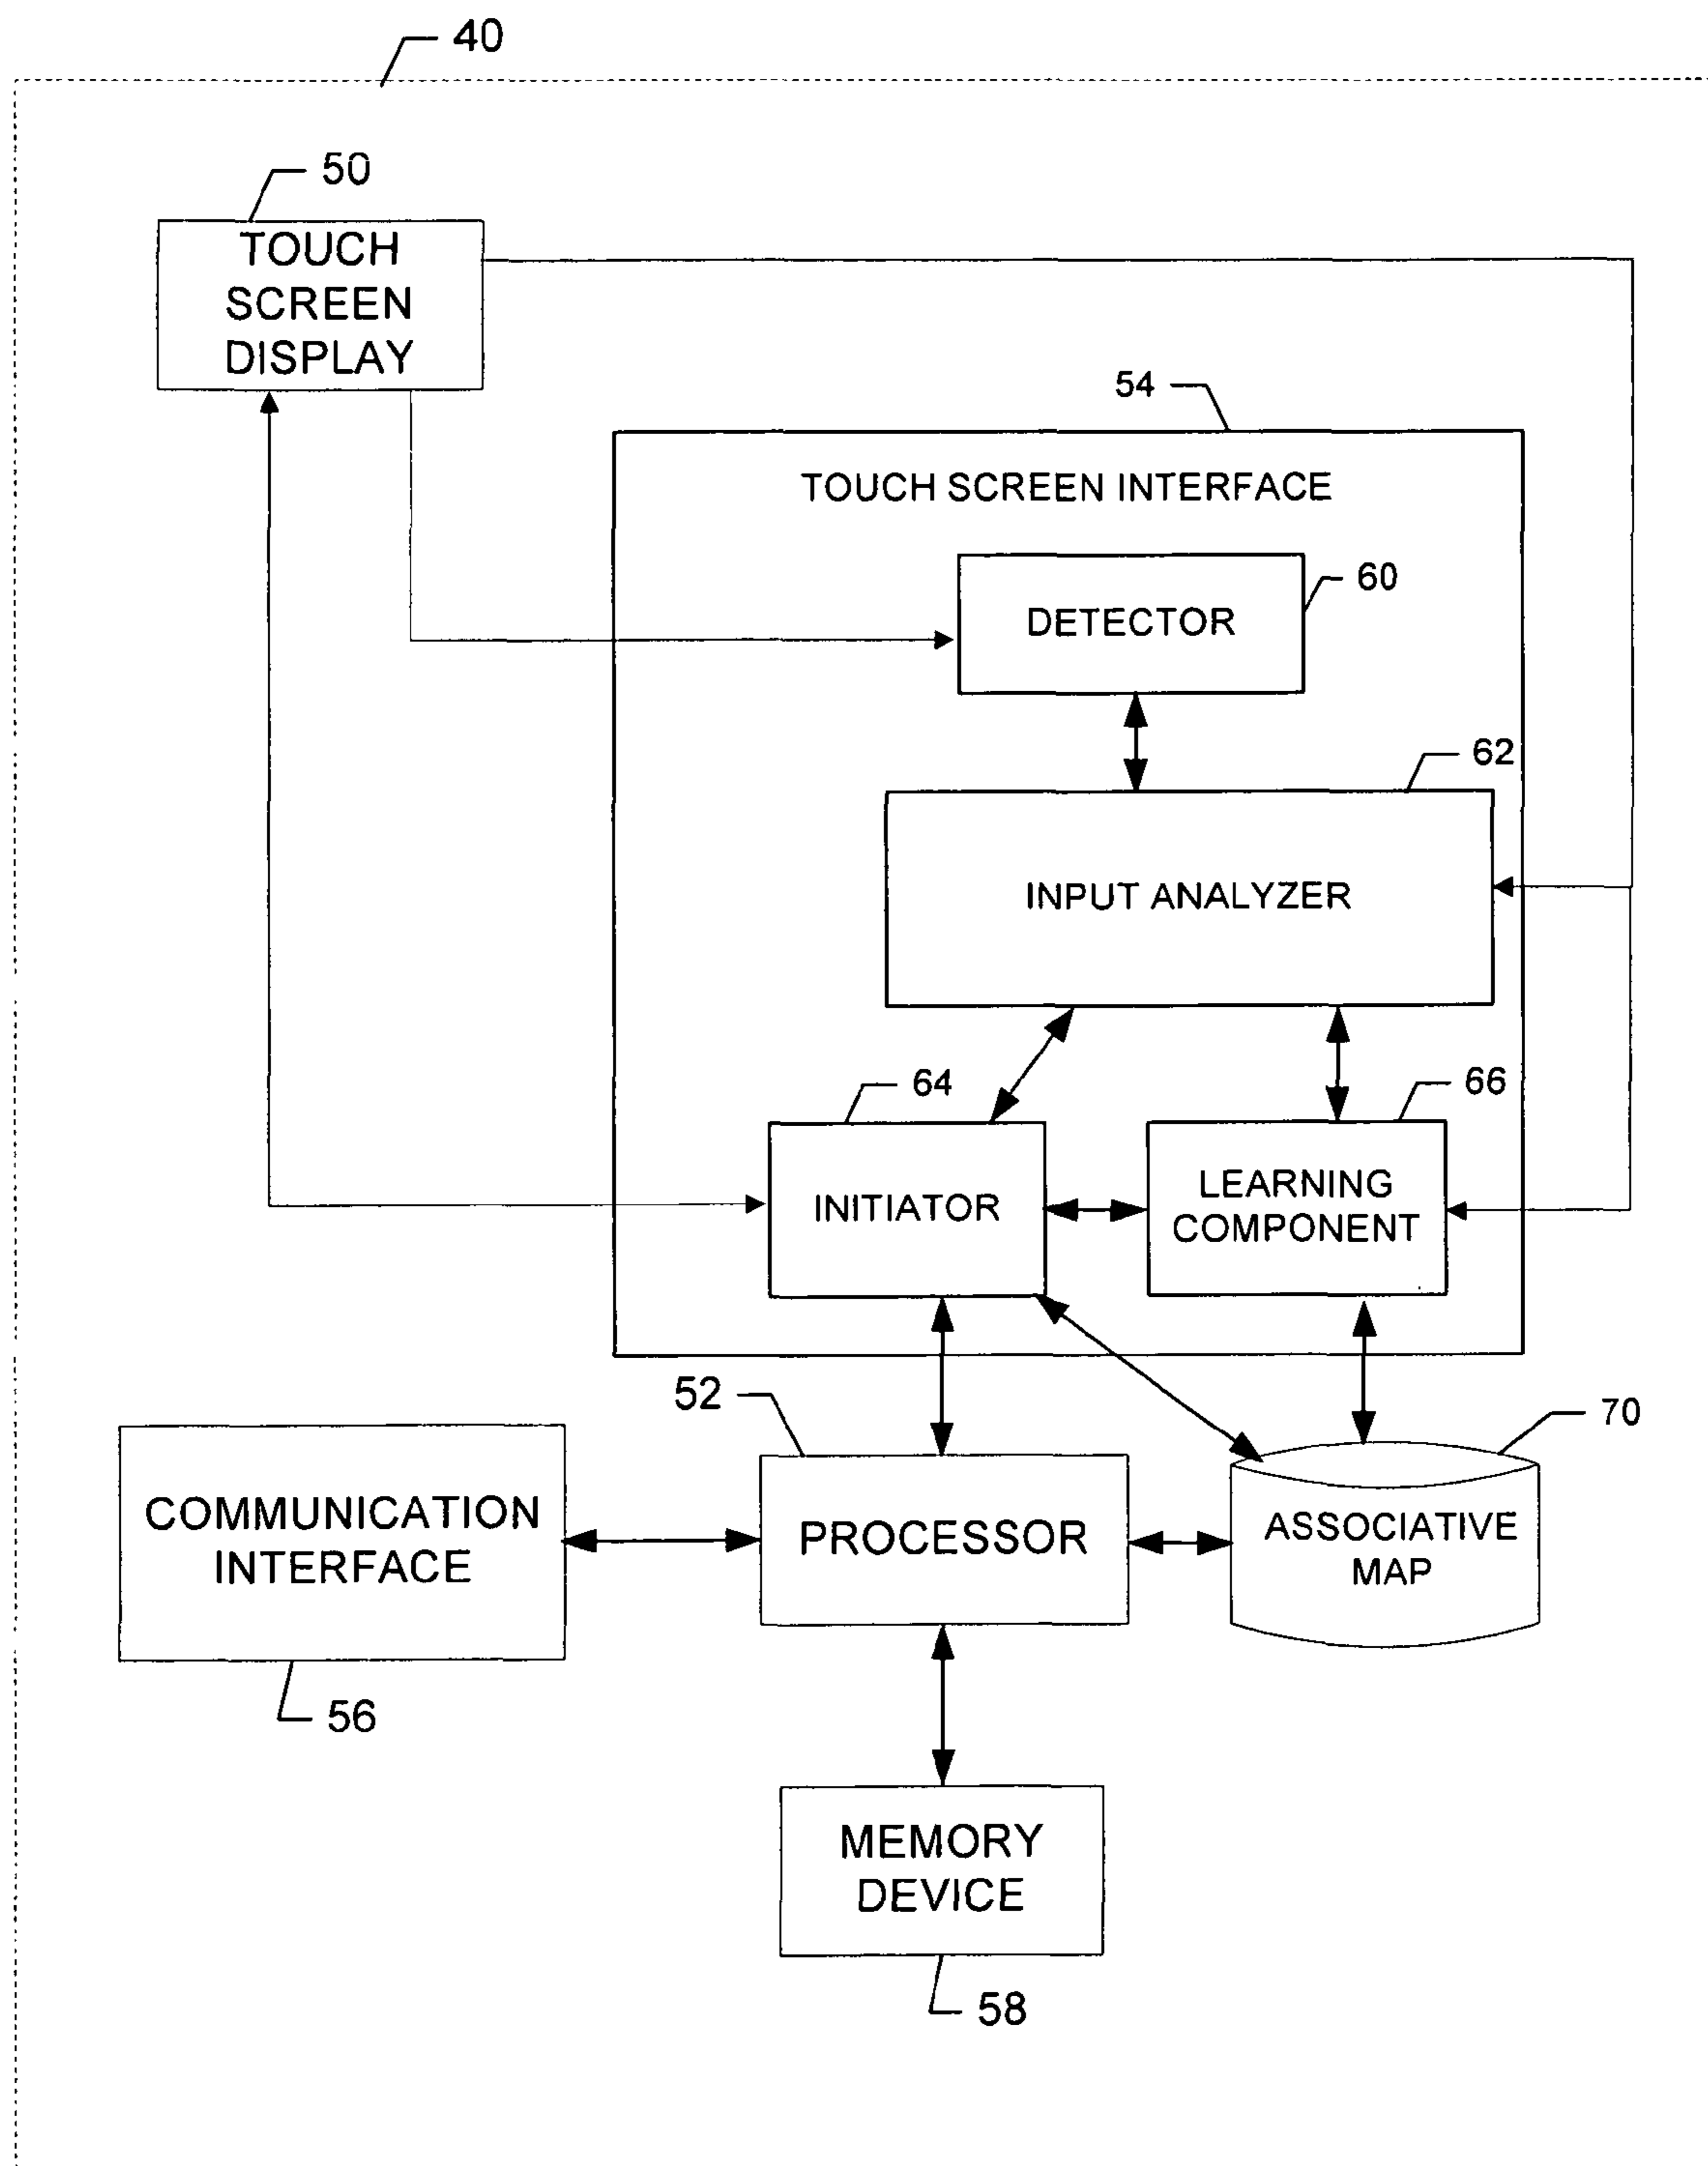 40
50
TOUCH
SCREEN
DISPLAY
54
TOUCH SCREEN INTERFACE
60
DETECTOR
62
INPUT ANALYZER
64
66
INITIATOR
LEARNING
COMPONENT
52
70
COMMUNICATION
INTERFACE
PROCESSOR
ASSOCIATIVE
MAP
56
MEMORY
DEVICE
58